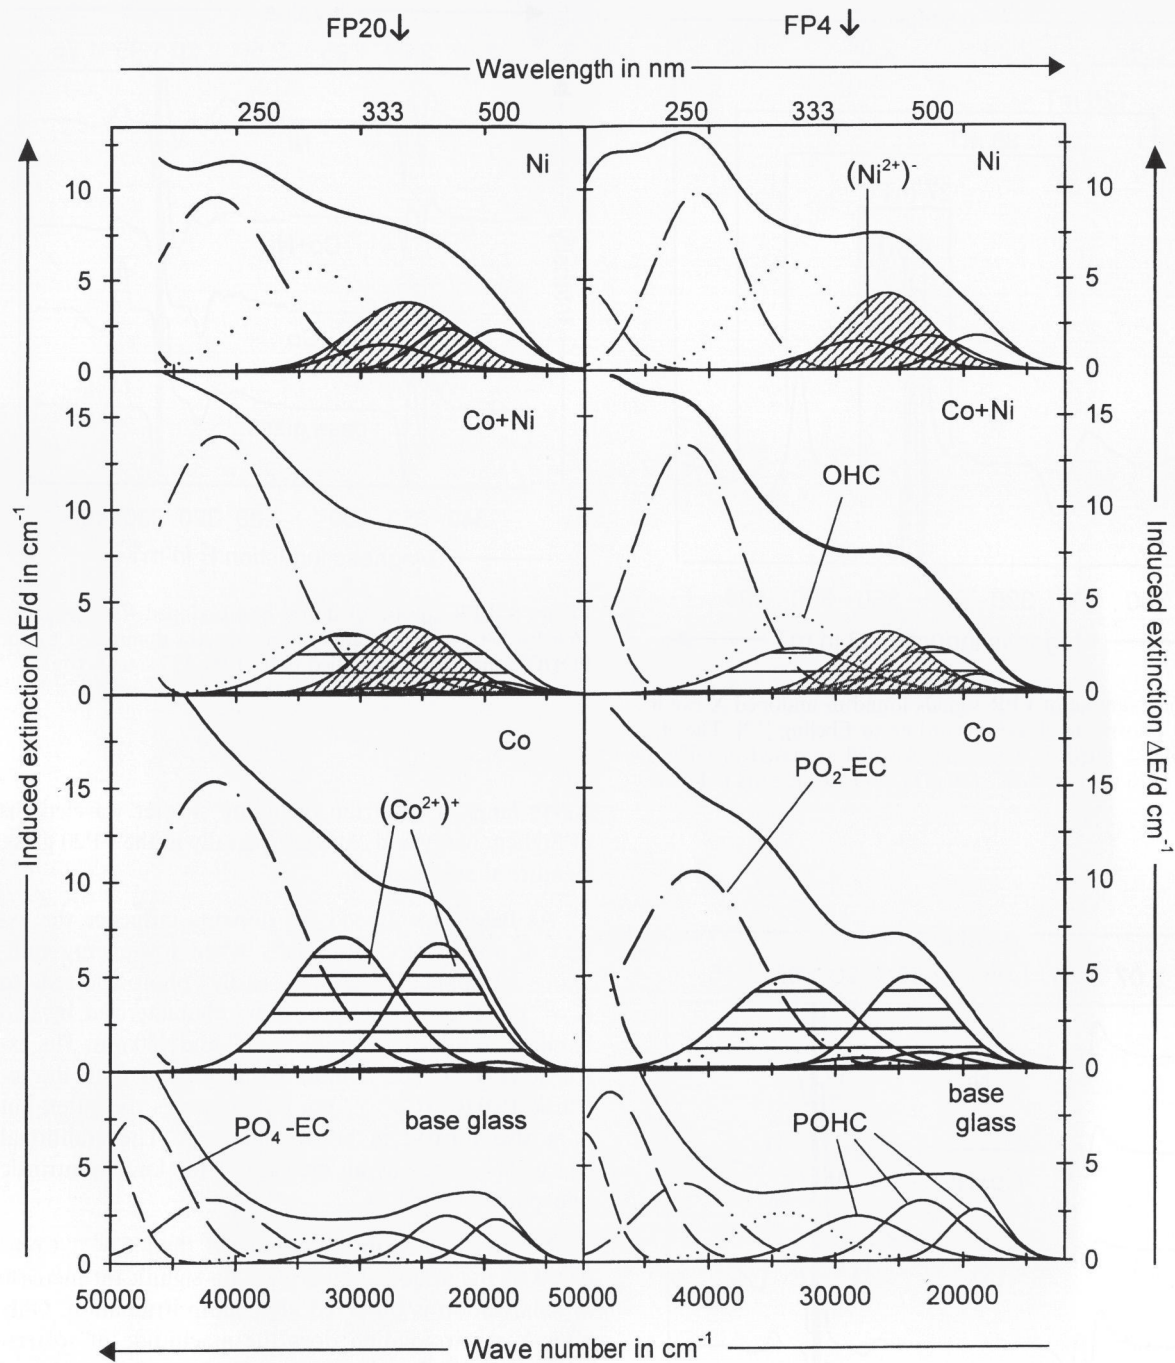 FP20↓ FP4↓
Wavelength in nm
250 333 500 250 333 500
Ni (Ni²⁺)⁻ Ni
10 10
5 5
0 0
Co+Ni Co+Ni
15 15
OHC
10 10
5 5
0 0
Co Co
PO₂-EC
15 15
(Co²⁺)⁺
10 10
5 5
0 0
PO₄-EC base glass POHC base
glass
5 5
0 0
50000 40000 30000 20000 50000 40000 30000 20000
Wave number in cm⁻¹
Induced extinction ΔE/d in cm⁻¹
Induced extinction ΔE/d cm⁻¹
07